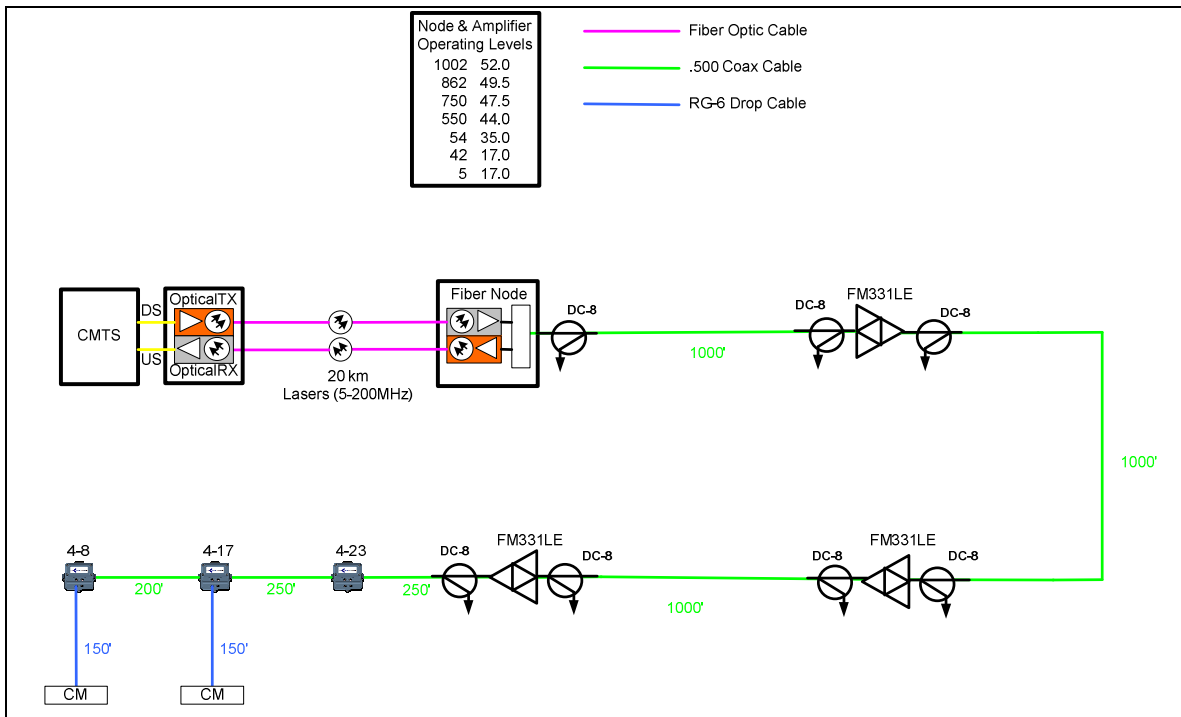 Node & Amplifier
Operating Levels
1002 52.0
862 49.5
750 47.5
550 44.0
54 35.0
42 17.0
5 17.0
Fiber Optic Cable
.500 Coax Cable
RG-6 Drop Cable
CMTS
DS
US
OpticalTX
OpticalRX
20 km
Lasers (5-200MHz)
Fiber Node
DC-8
1000'
DC-8
FM331LE
DC-8
1000'
4-8
4-17
4-23
DC-8
FM331LE
DC-8
DC-8
FM331LE
DC-8
200'
250'
250'
1000'
150'
150'
CM
CM